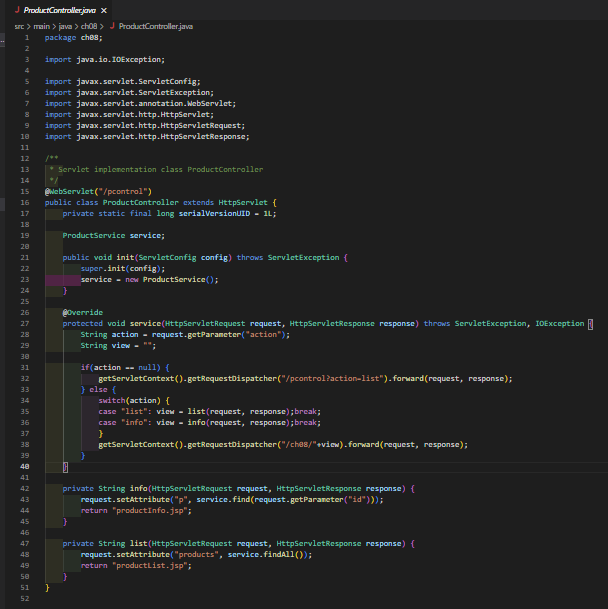 ProductController.java ×
src > main > java > ch08 > ProductController.java
1 package ch08;
2
3 import java.io.IOException;
4
5 import javax.servlet.ServletConfig;
6 import javax.servlet.ServletException;
7 import javax.servlet.annotation.WebServlet;
8 import javax.servlet.http.HttpServlet;
9 import javax.servlet.http.HttpServletRequest;
10 import javax.servlet.http.HttpServletResponse;
11
12 /**
13 * Servlet implementation class ProductController
14 */
15 @WebServlet("/pcontrol")
16 public class ProductController extends HttpServlet {
17 private static final long serialVersionUID = 1L;
18
19 ProductService service;
20
21 public void init(ServletConfig config) throws ServletException {
22 super.init(config);
23 service = new ProductService();
24 }
25
26 @Override
27 protected void service(HttpServletRequest request, HttpServletResponse response) throws ServletException, IOException {
28 String action = request.getParameter("action");
29 String view = "";
30
31 if(action == null) {
32 getServletContext().getRequestDispatcher("/pcontrol?action=list").forward(request, response);
33 } else {
34 switch(action) {
35 case "list": view = list(request, response);break;
36 case "info": view = info(request, response);break;
37 }
38 getServletContext().getRequestDispatcher("/ch08/"+view).forward(request, response);
39 }
40 }
41
42 private String info(HttpServletRequest request, HttpServletResponse response) {
43 request.setAttribute("p", service.find(request.getParameter("id")));
44 return "productInfo.jsp";
45 }
46
47 private String list(HttpServletRequest request, HttpServletResponse response) {
48 request.setAttribute("products", service.findAll());
49 return "productList.jsp";
50 }
51 }
52